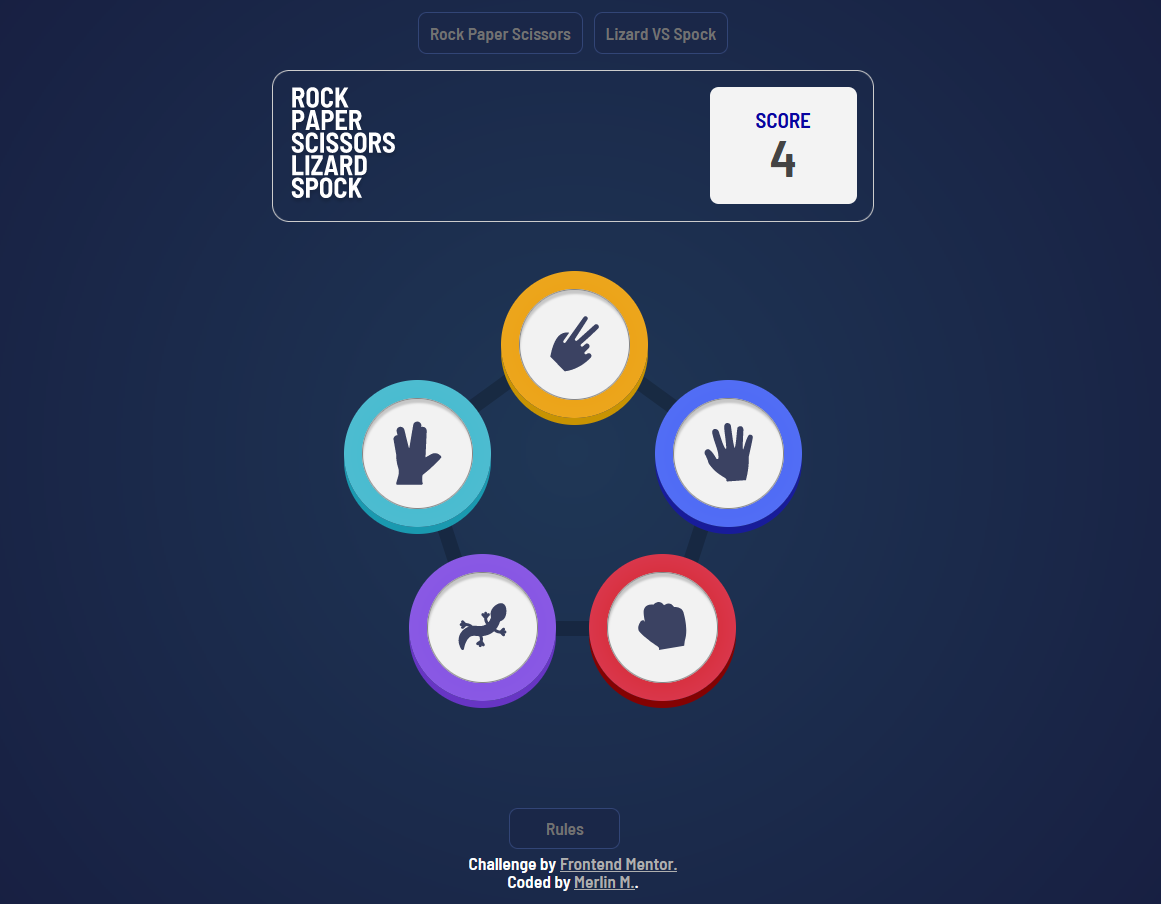 Rock Paper Scissors
Lizard VS Spock
ROCK
PAPER
SCISSORS
LIZARD
SPOCK
SCORE
4
Rules
Challenge by Frontend Mentor.
Coded by Merlin M..